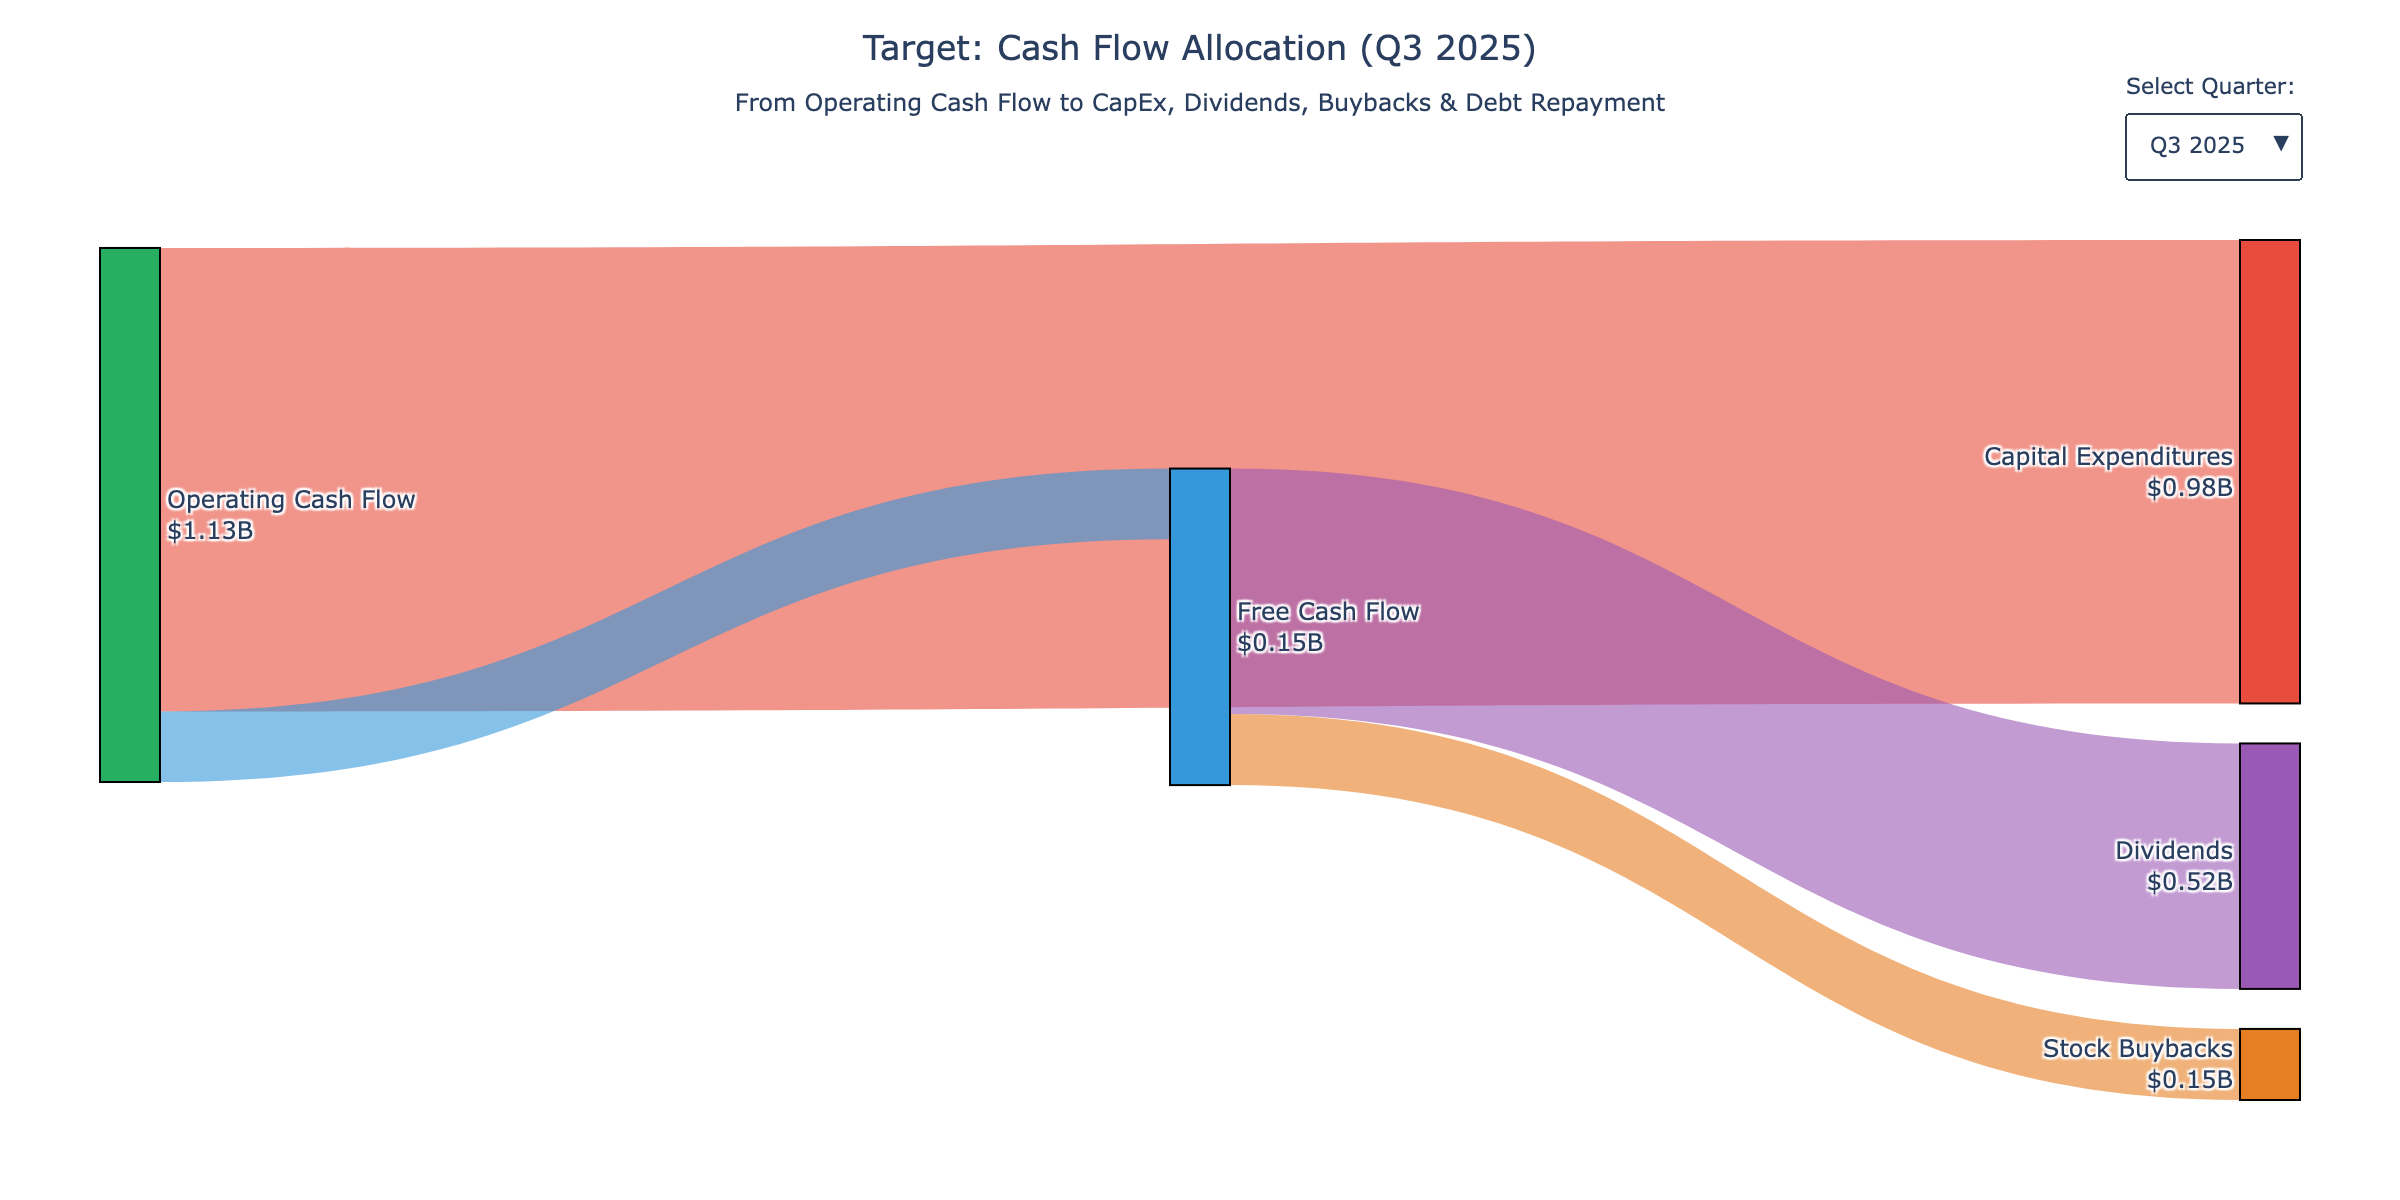 Target: Cash Flow Allocation (Q3 2025)
From Operating Cash Flow to CapEx, Dividends, Buybacks & Debt Repayment
Select Quarter:
Q3 2025
Operating Cash Flow
$1.13B
Free Cash Flow
$0.15B
Capital Expenditures
$0.98B
Dividends
$0.52B
Stock Buybacks
$0.15B